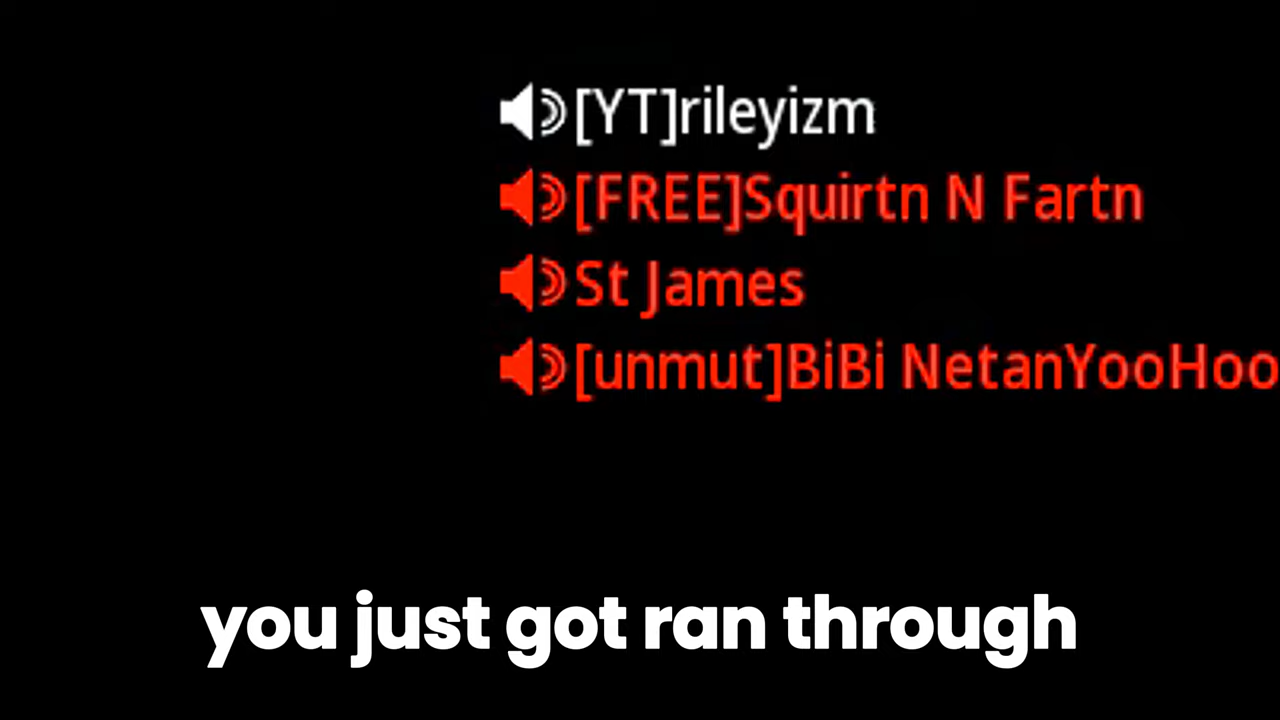 [YT]rileyizm
[FREE]Squirtn N Fartn
St James
[unmut]BiBi NetanYooHoo
you just got ran through